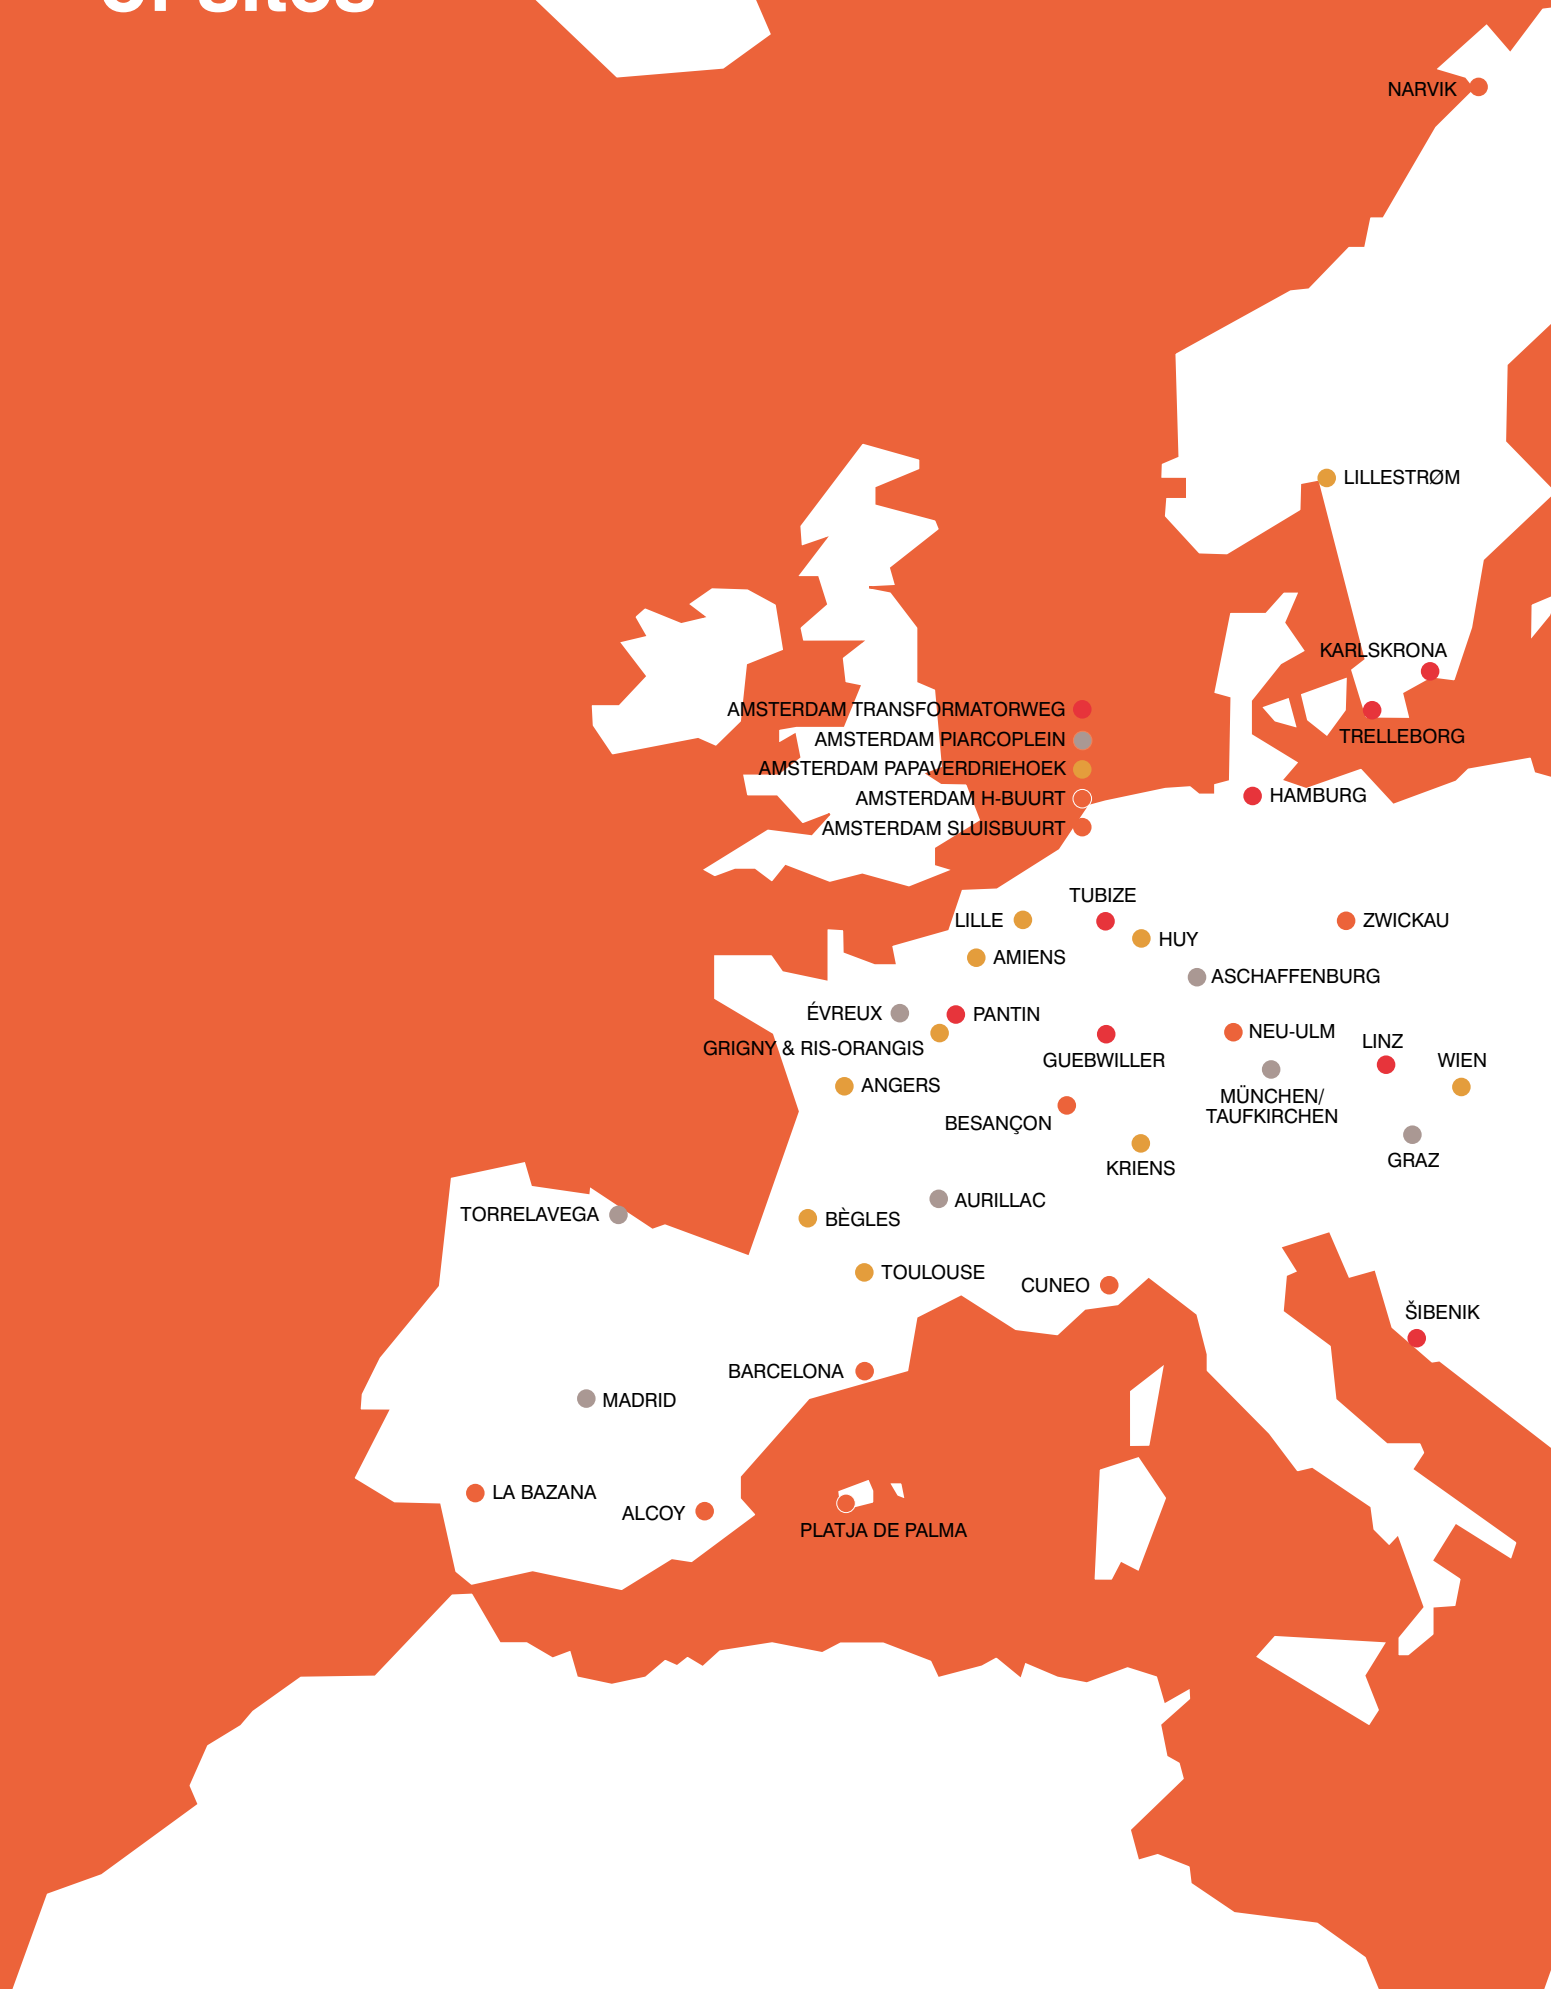 of sites
NARVIK
LILLESTRØM
KARLSKRONA
AMSTERDAM TRANSFORMATORWEG
TRELLEBORG
AMSTERDAM PIARCOPLEIN
AMSTERDAM PAPAVERDRIEHOEK
HAMBURG
AMSTERDAM H-BUURT
AMSTERDAM SLUISBUURT
TUBIZE
LILLE
ZWICKAU
HUY
AMIENS
ASCHAFFENBURG
ÉVREUX
PANTIN
NEU-ULM
LINZ
GRIGNY & RIS-ORANGIS
GUEBWILLER
WIEN
ANGERS
MÜNCHEN/
TAUFKIRCHEN
BESANÇON
GRAZ
KRIENS
AURILLAC
TORRELAVEGA
BÈGLES
TOULOUSE
CUNEO
ŠIBENIK
BARCELONA
MADRID
LA BAZANA
ALCOY
PLATJA DE PALMA